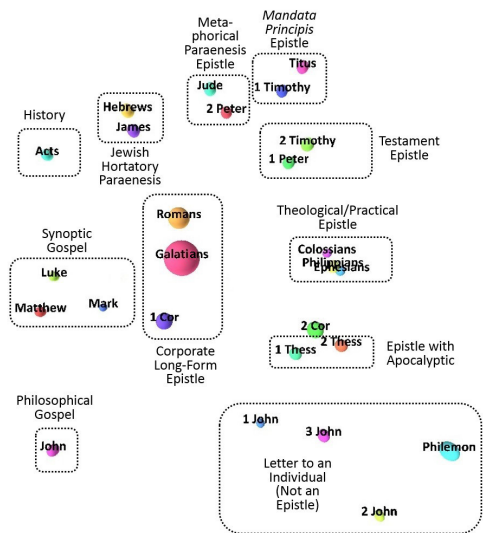 Meta-
phorical
Paraenesis
Epistle
Mandata
Principis
Epistle
Titus
1 Timothy
Jude
2 Peter
History
Acts
Hebrews
James
Jewish
Hortatory
Paraenesis
2 Timothy
1 Peter
Testament
Epistle
Romans
Galatians
1 Cor
Corporate
Long-Form
Epistle
Theological/Practical
Epistle
Colossians
Philippians
Ephesians
Synoptic
Gospel
Luke
Matthew
Mark
2 Cor
1 Thess
2 Thess
Epistle with
Apocalyptic
Philosophical
Gospel
John
1 John
3 John
Philemon
Letter to an
Individual
(Not an
Epistle)
2 John